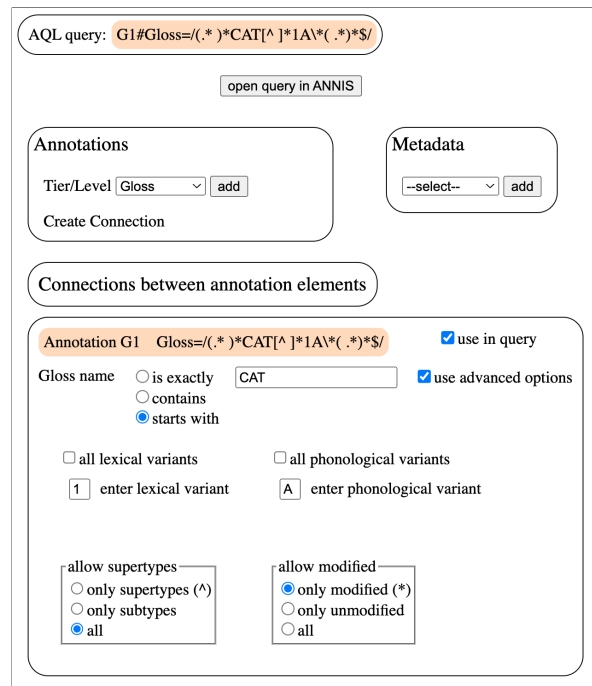 AQL query: G1#Gloss=/(.* )*CAT[^ ]*1A\*( .*)*$/
open query in ANNIS
Annotations
Tier/Level Gloss add
Create Connection
Metadata
--select-- add
Connections between annotation elements
Annotation G1 Gloss=/(.* )*CAT[^ ]*1A\*( .*)*$/ use in query
Gloss name is exactly CAT use advanced options
contains
starts with
all lexical variants all phonological variants
1 enter lexical variant A enter phonological variant
allow supertypes allow modified
only supertypes (^) only modified (*)
only subtypes only unmodified
all all